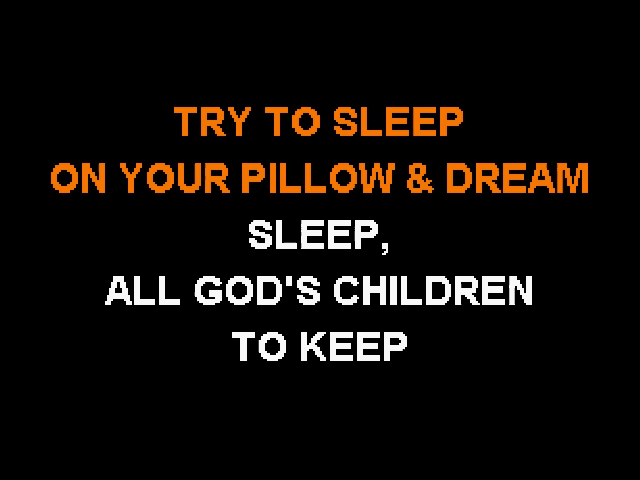 TRY TO SLEEP
ON YOUR PILLOW & DREAM
SLEEP,
ALL GOD'S CHILDREN
TO KEEP